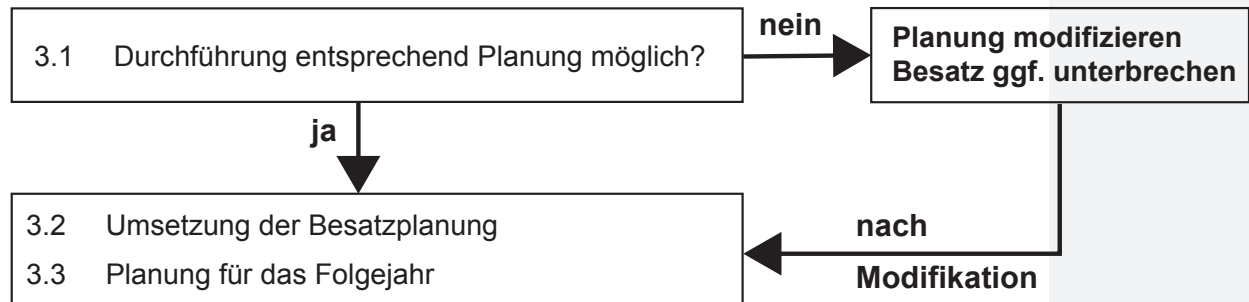 3.1 Durchführung entsprechend Planung möglich?
nein
Planung modifizieren
Besatz ggf. unterbrechen
ja
3.2 Umsetzung der Besatzplanung
3.3 Planung für das Folgejahr
nach
Modifikation